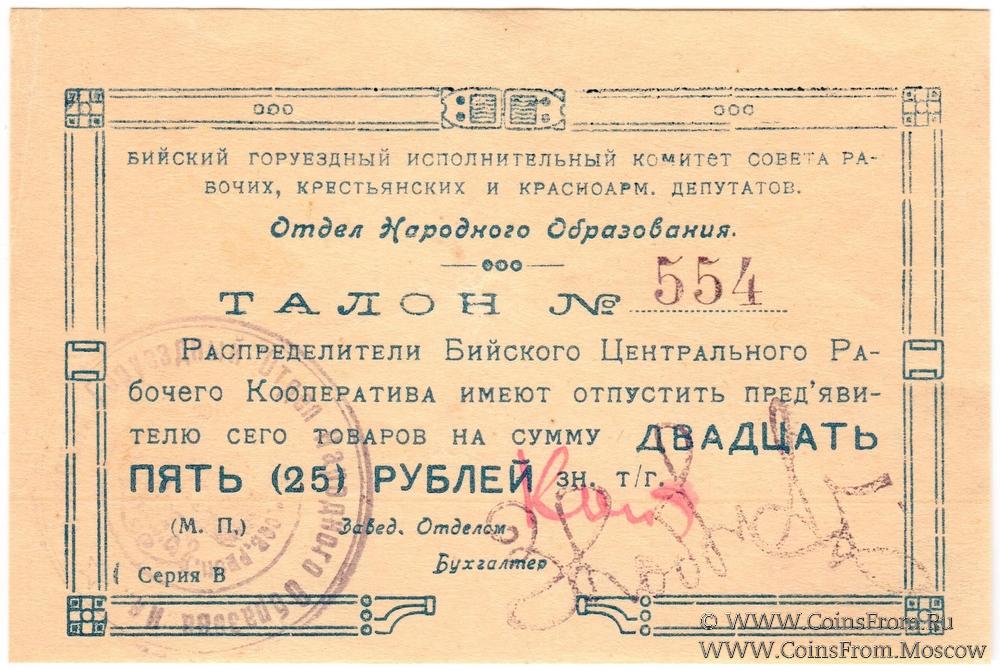 БИЙСКИЙ ГОРУЕЗДНЫЙ ИСПОЛНИТЕЛЬНЫЙ КОМИТЕТ СОВЕТА РА-
БОЧИХ, КРЕСТЬЯНСКИХ И КРАСНОАРМ. ДЕПУТАТОВ.
Отдел Народного Образования.
ТАЛОН № 554
Распределители Бийского Центрального Ра-
бочего Кооператива имеют отпустить пред'яви-
телю сего товаров на сумму ДВАДЦАТЬ
ПЯТЬ (25) РУБЛЕЙ зн. т/г.
(М. П.) Завед. Отделом
Бухгалтер
Серия В
Отдел Народного
© WWW.CoinsFrom.Ru
WWW.CoinsFrom.Moscow